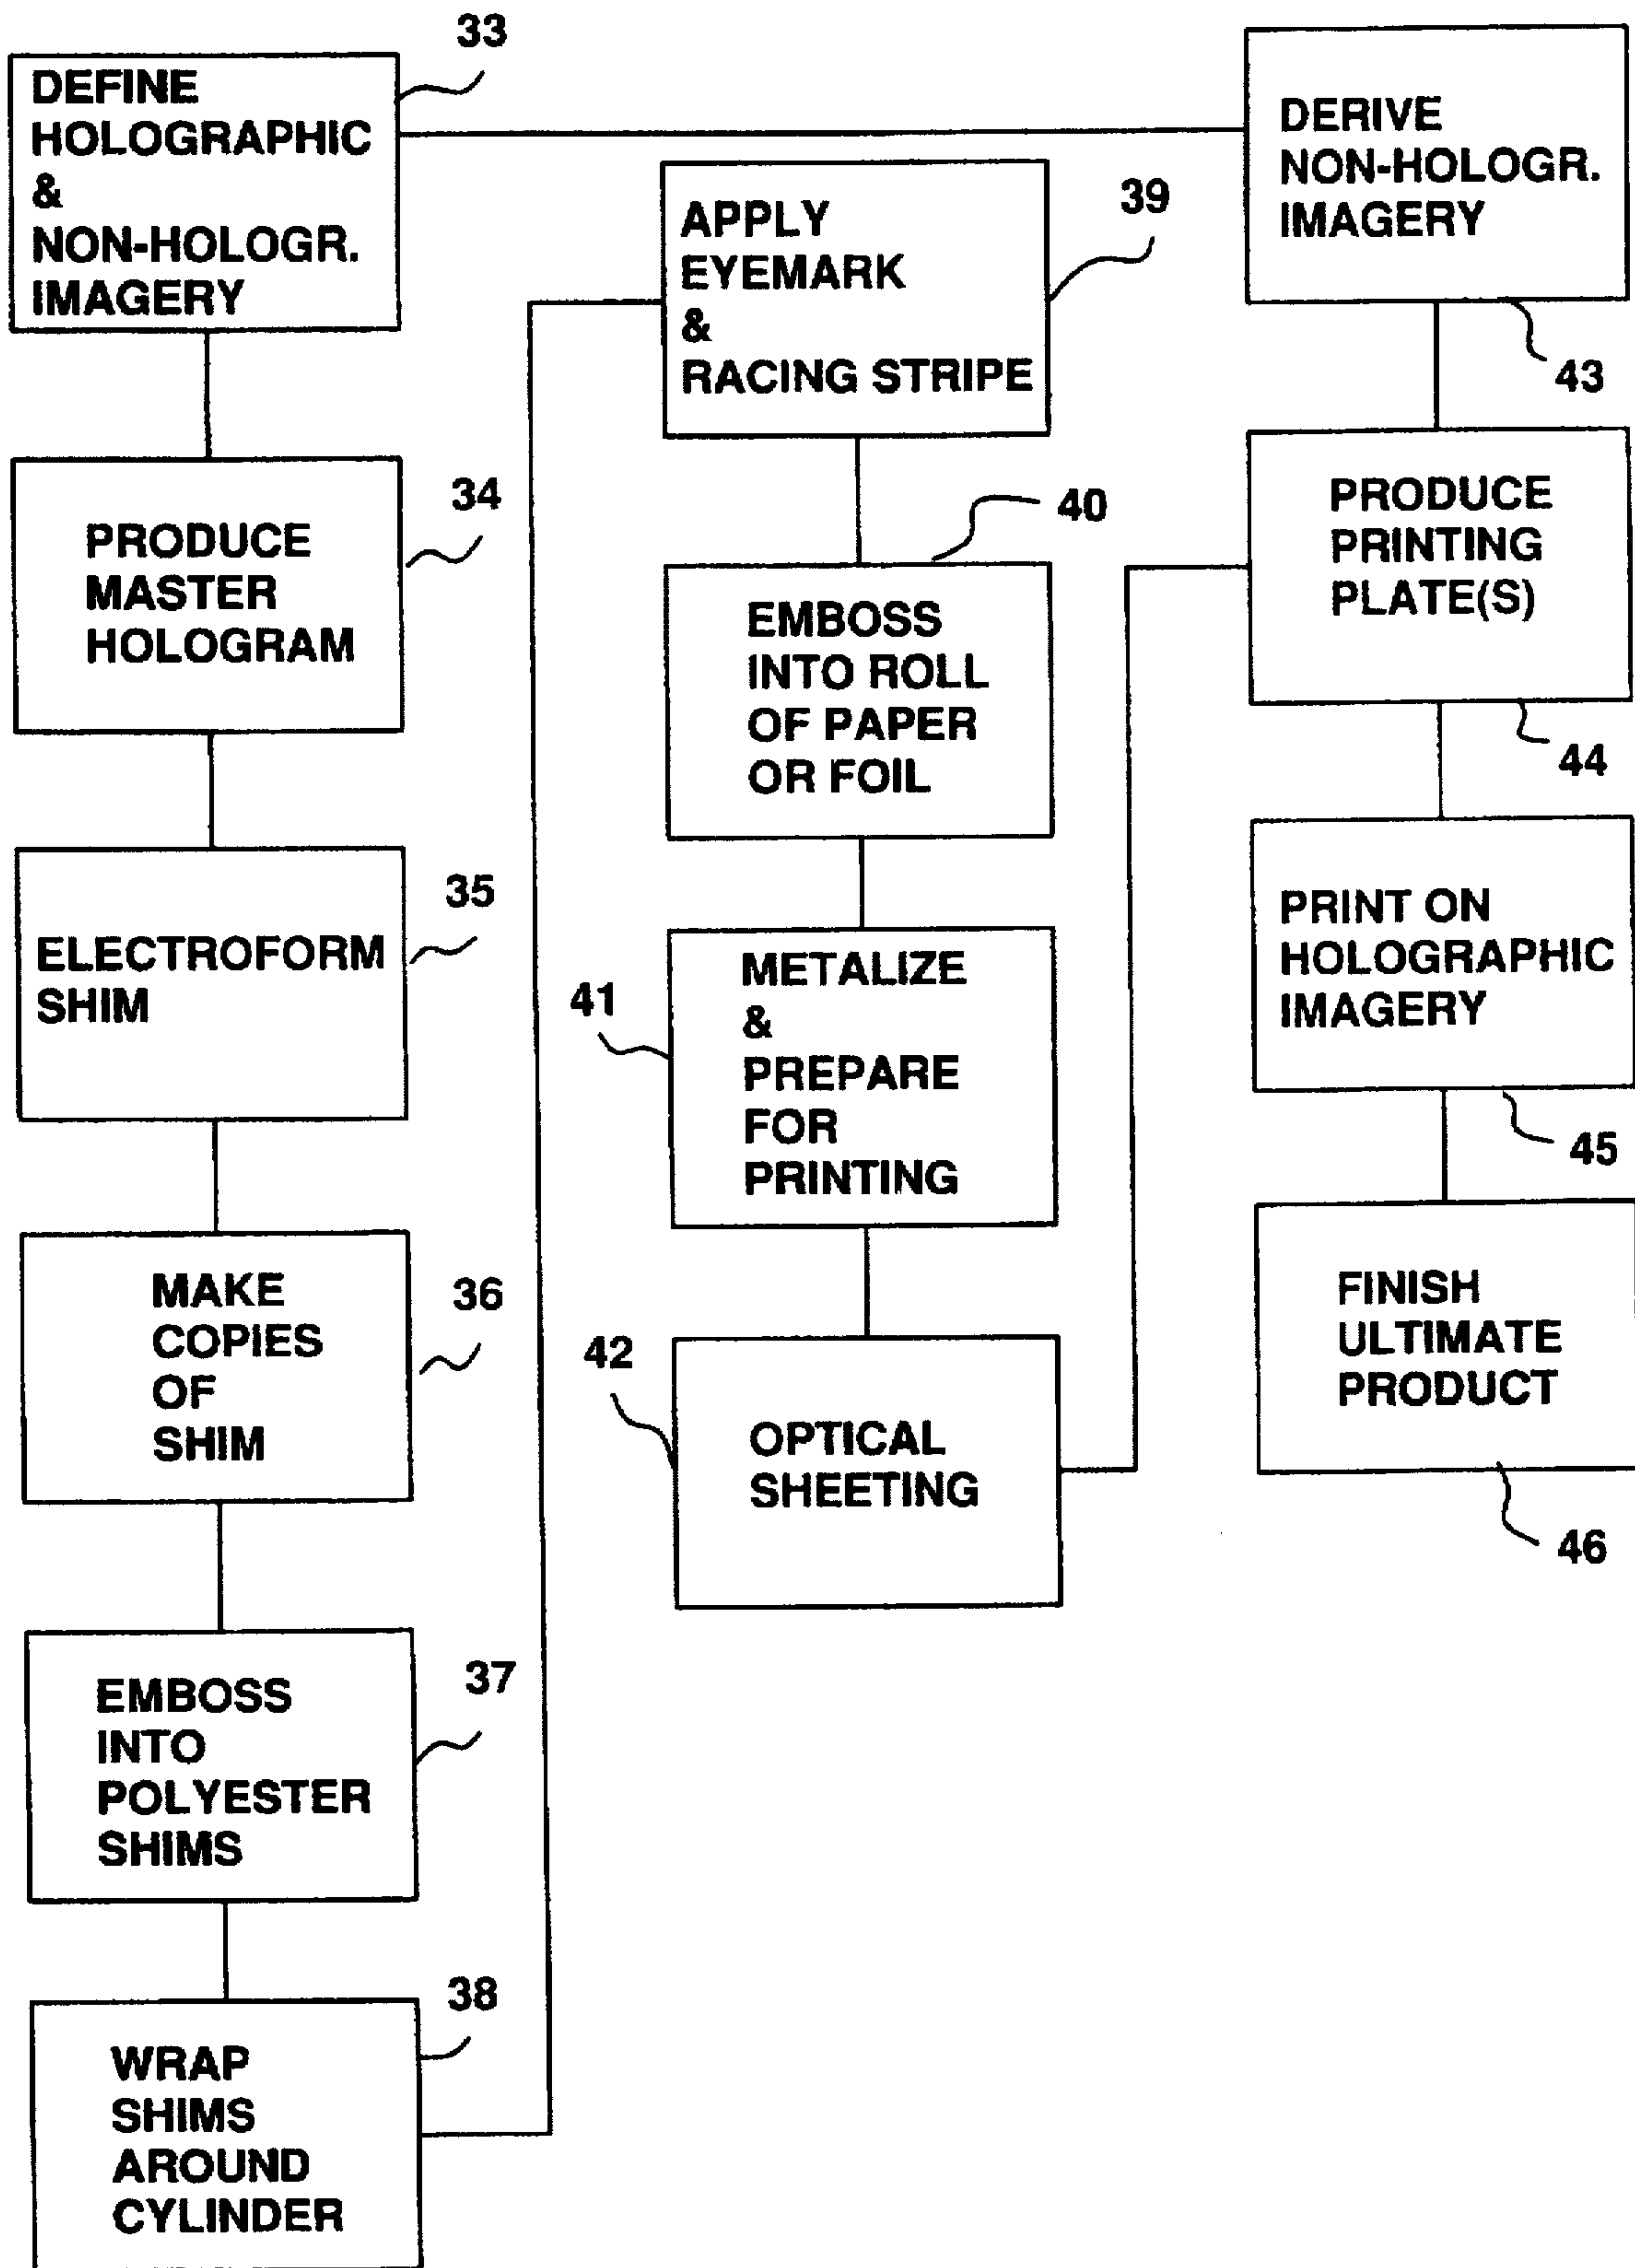 33
DEFINE
HOLOGRAPHIC
&
NON-HOLOGR.
IMAGERY
34
PRODUCE
MASTER
HOLOGRAM
35
ELECTROFORM
SHIM
36
MAKE
COPIES
OF
SHIM
37
EMBOSS
INTO
POLYESTER
SHIMS
38
WRAP
SHIMS
AROUND
CYLINDER
39
APPLY
EYEMARK
&
RACING STRIPE
40
EMBOSS
INTO ROLL
OF PAPER
OR FOIL
41
METALIZE
&
PREPARE
FOR
PRINTING
42
OPTICAL
SHEETING
DERIVE
NON-HOLOGR.
IMAGERY
43
PRODUCE
PRINTING
PLATE(S)
44
PRINT ON
HOLOGRAPHIC
IMAGERY
45
FINISH
ULTIMATE
PRODUCT
46